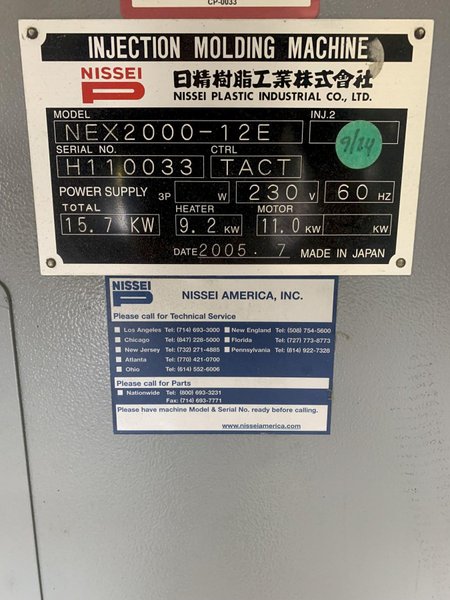 CP-0033
INJECTION MOLDING MACHINE
NISSEI 日精樹脂工業株式會社
NISSEI PLASTIC INDUSTRIAL CO., LTD.
MODEL INJ.2
NEX2000-12E
9/24
SERIAL NO. CTRL
H110033 TACT
POWER SUPPLY 3P W 230 V 60 HZ
TOTAL HEATER MOTOR
15.7 KW 9.2 KW 11.0 KW KW
DATE 2005.7 MADE IN JAPAN
NISSEI
NISSEI AMERICA, INC.
Please call for Technical Service
Los Angeles Tel: (714) 693-3000 New England Tel: (508) 754-5600
Chicago Tel: (847) 228-5000 Florida Tel: (727) 773-8773
New Jersey Tel: (732) 271-4885 Pennsylvania Tel: (814) 922-7328
Atlanta Tel: (770) 421-0700
Ohio Tel: (614) 552-6006
Please call for Parts
Nationwide Tel: (800) 693-3231
Fax: (714) 693-7771
Please have machine Model & Serial No. ready before calling.
www.nisseiamerica.com